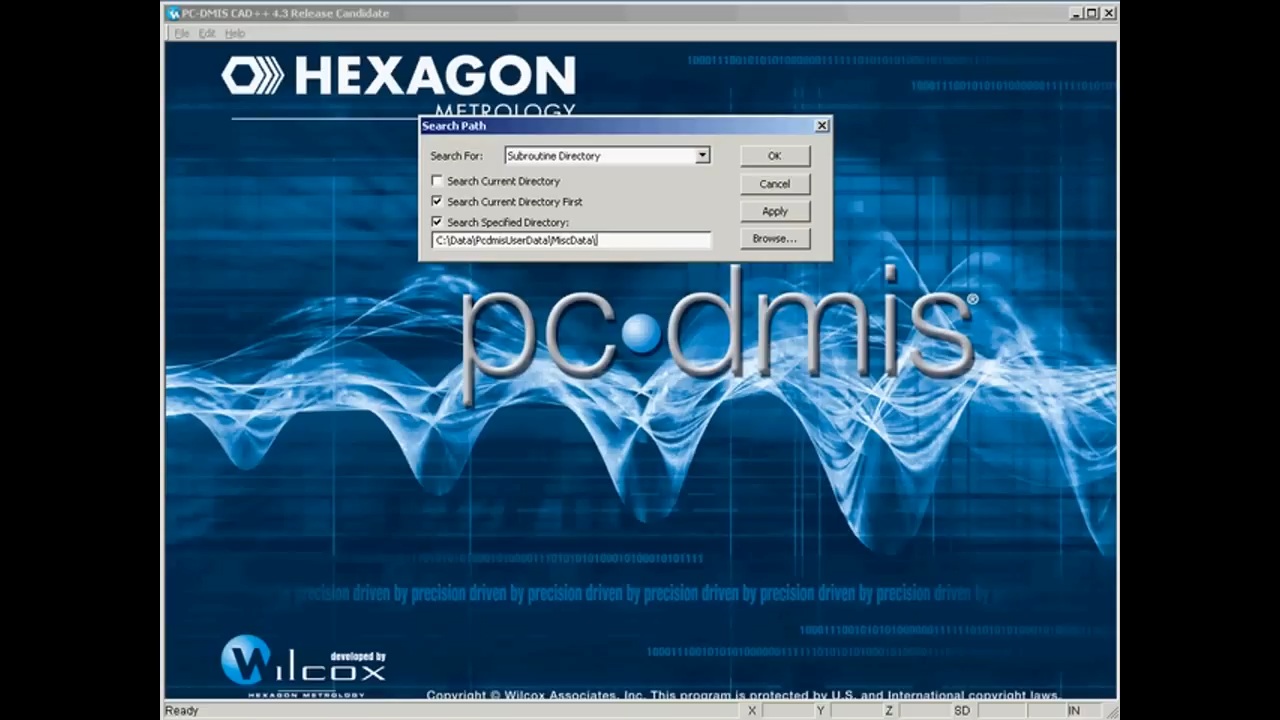 PC-DMIS CAD++ 4.3 Release Candidate
File Edit Help
HEXAGON
METROLOGY
Search Path
Search For: Subroutine Directory OK
Search Current Directory Cancel
Search Current Directory First
Apply
Search Specified Directory:
C:\Data\PcdmisUserData\MiscData\ Browse...
pc dmis®
precision driven by precision driven by precision driven by precision driven by precision driven by precision driven by
developed by
Wilcox
HEXAGON METROLOGY
Copyright © Wilcox Associates, Inc. This program is protected by U.S. and International copyright laws.
Ready X Y Z SD IN